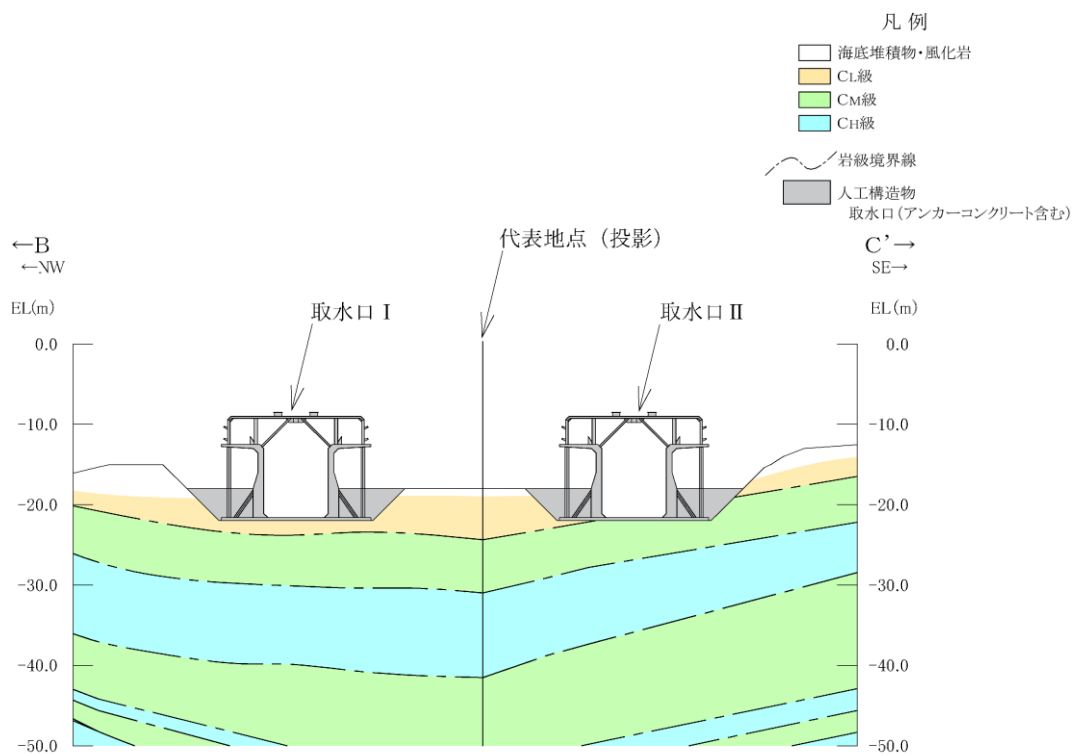 凡 例
海底堆積物・風化岩
CL級
CM級
CH級
岩級境界線
人工構造物
取水口(アンカーコンクリート含む)
←B
←NW
代表地点（投影）
C’→
SE→
EL(m)
取水口 Ⅰ
取水口 Ⅱ
EL(m)
0.0
0.0
-10.0
-10.0
-20.0
-20.0
-30.0
-30.0
-40.0
-40.0
-50.0
-50.0